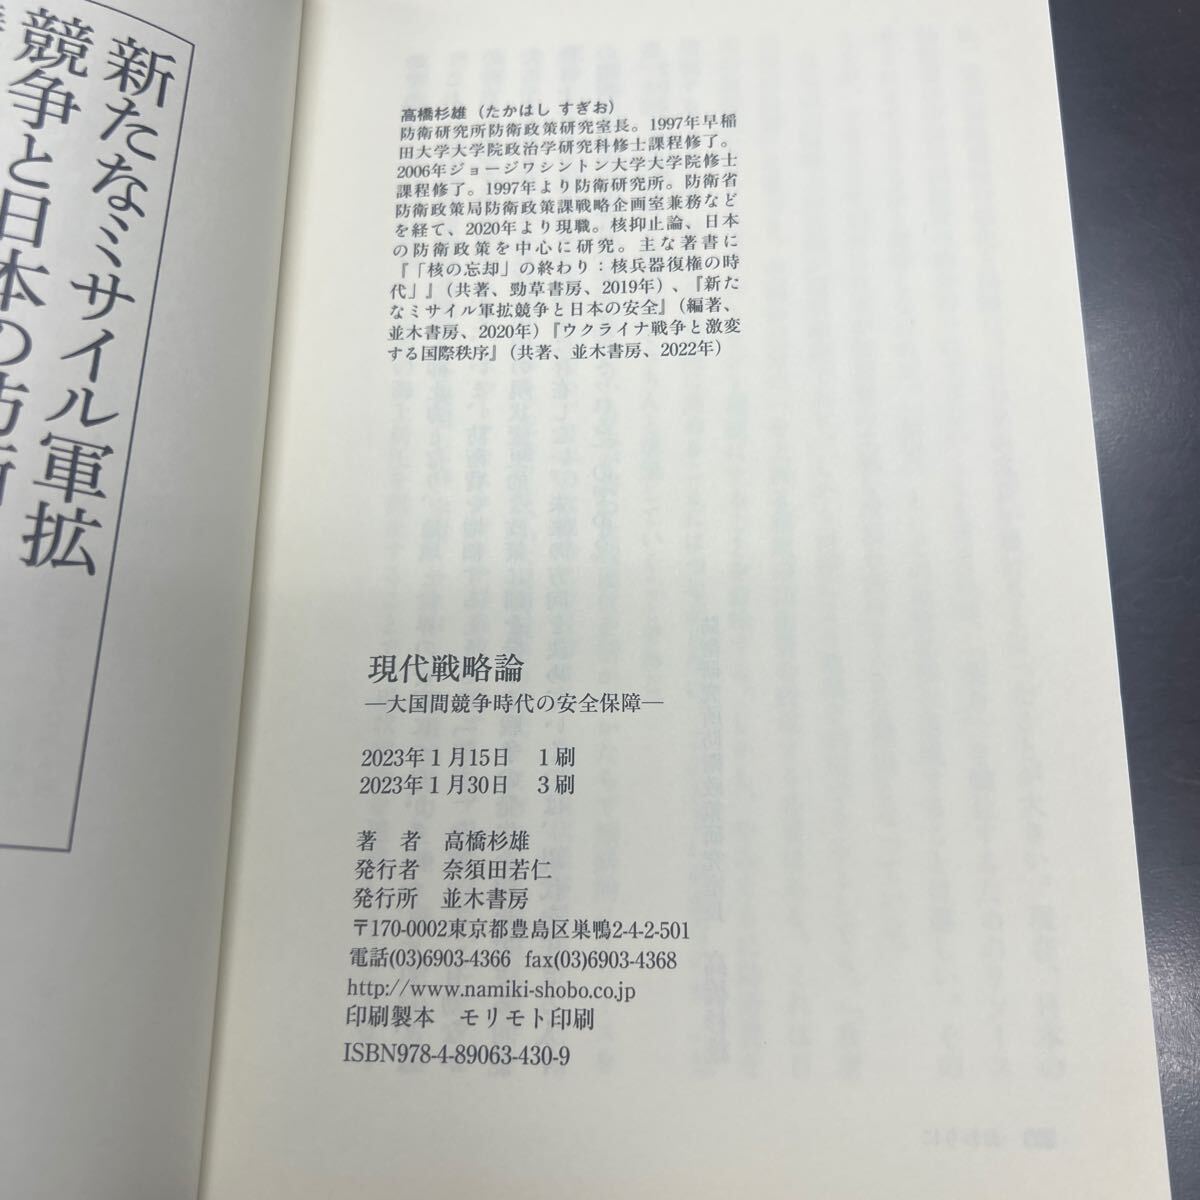 新たなミサイル軍拡
競争と日本の防衛
高橋杉雄(たかはし すぎお)
防衛研究所防衛政策研究室長。1997年早稲
田大学大学院政治学研究科修士課程修了。
2006年ジョージワシントン大学大学院修士
課程修了。1997年より防衛研究所。防衛省
防衛政策局防衛政策課戦略企画室兼務など
を経て、2020年より現職。核抑止論、日本
の防衛政策を中心に研究。主な著書に
『「核の忘却」の終わり:核兵器復権の時
代」』(共著、勁草書房、2019年)、『新た
なミサイル軍拡競争と日本の安全』(編著、
並木書房、2020年)『ウクライナ戦争と激変
する国際秩序』(共著、並木書房、2022年)
現代戦略論
―大国間競争時代の安全保障―
2023年1月15日 1刷
2023年1月30日 3刷
著 者 高橋杉雄
発行者 奈須田若仁
発行所 並木書房
〒170-0002東京都豊島区巣鴨2-4-2-501
電話(03)6903-4366 fax(03)6903-4368
http://www.namiki-shobo.co.jp
印刷製本 モリモト印刷
ISBN978-4-89063-430-9